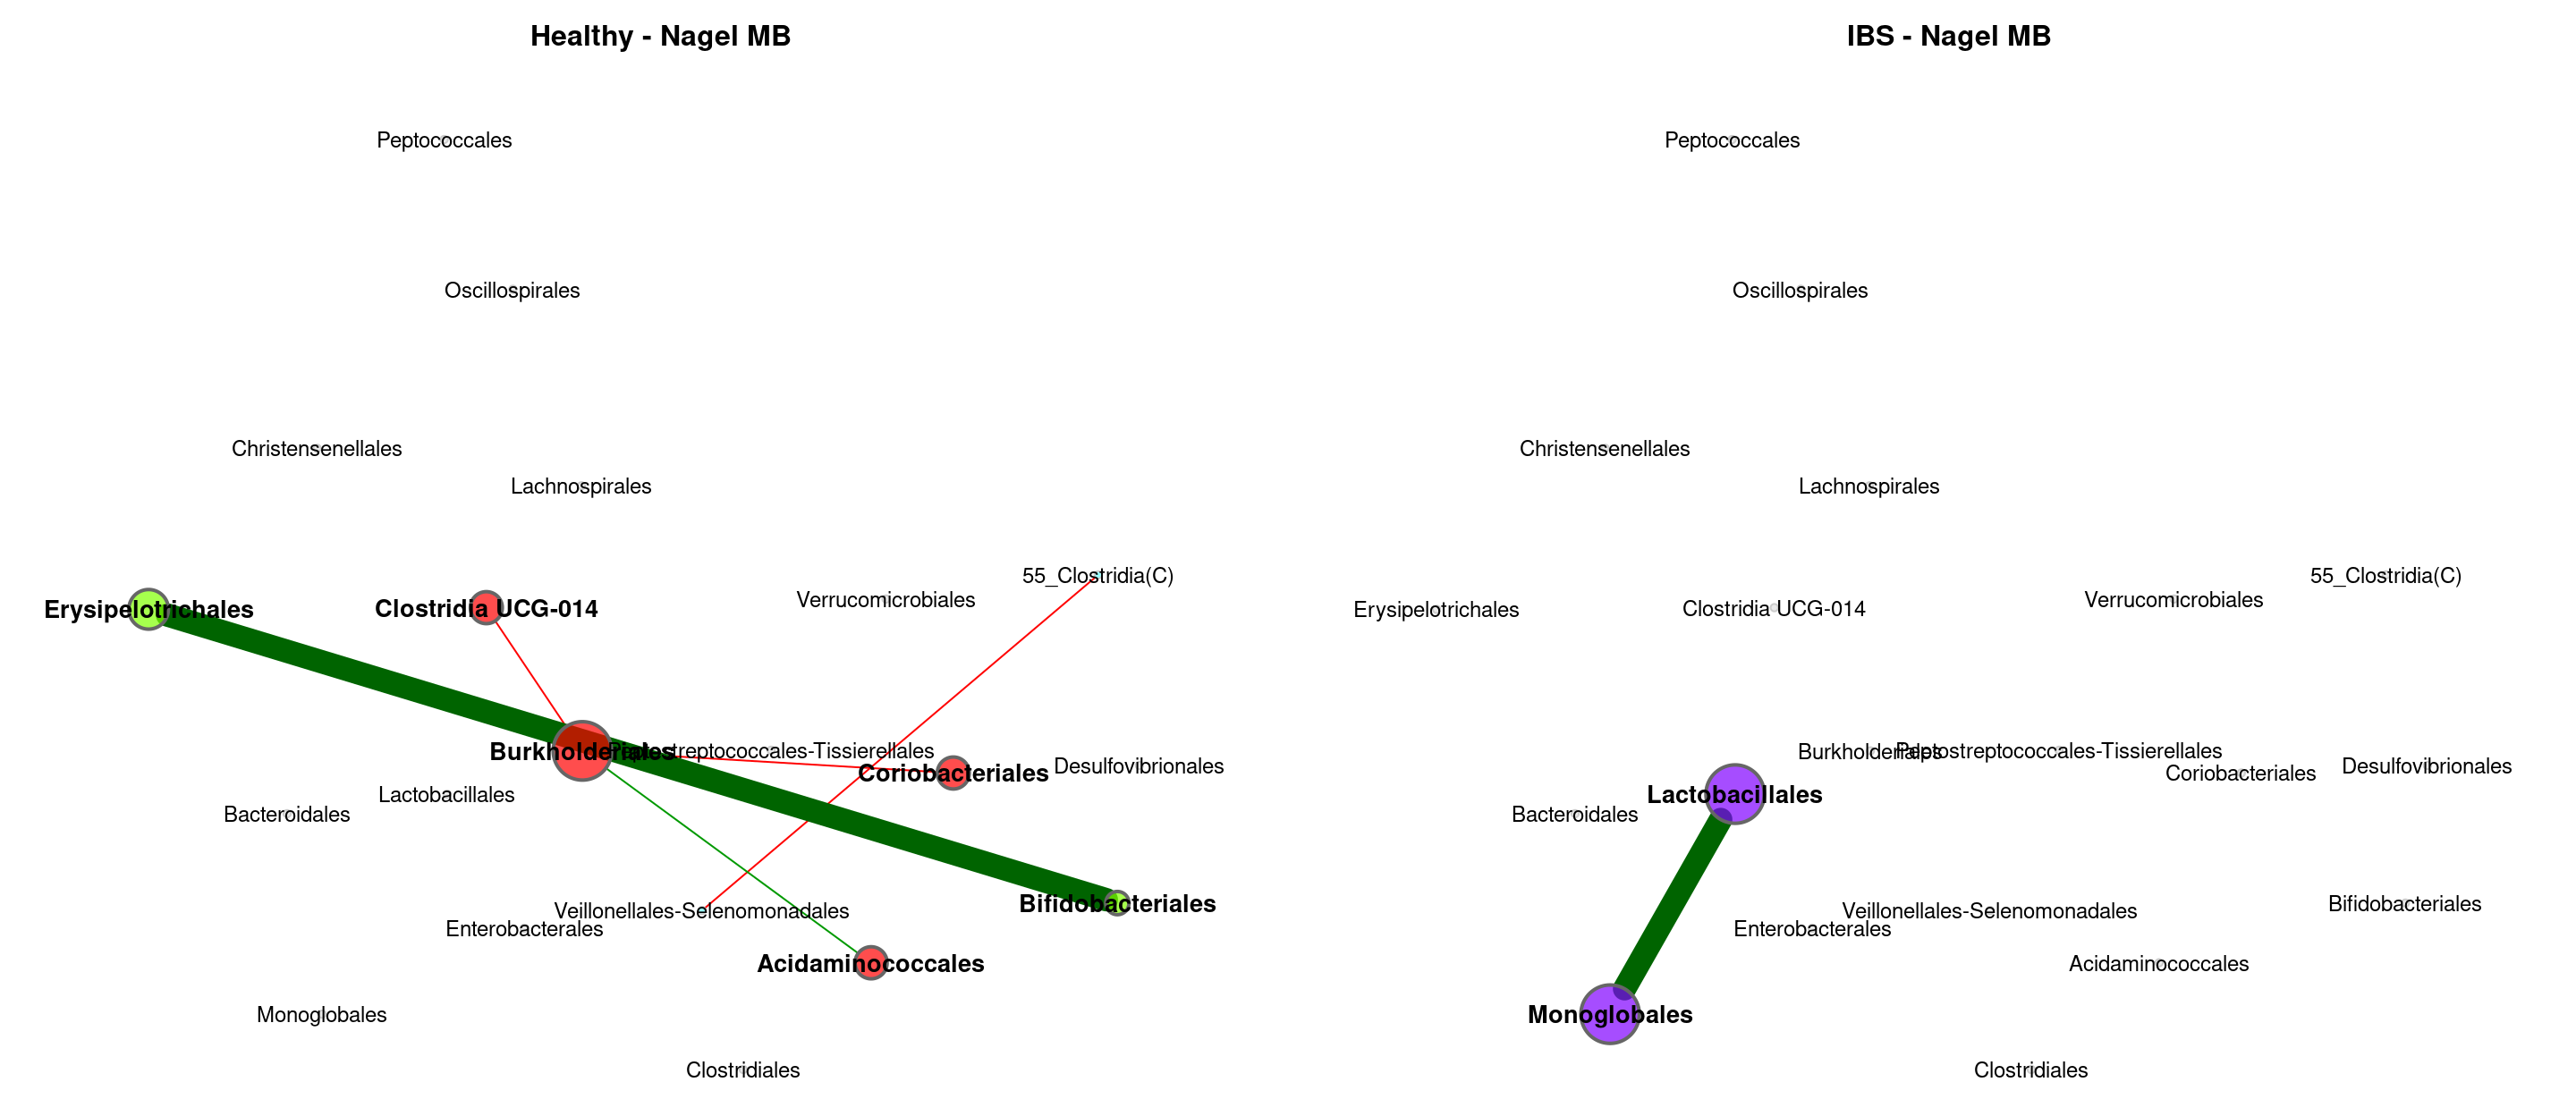 Healthy - Nagel MB
Peptococcales
Oscillospirales
Christensenellales
Lachnospirales
55_Clostridia(C)
Verrucomicrobiales
Erysipelotrichales
Clostridia UCG-014
Burkholderiales
Peptostreptococcales-Tissierellales
Coriobacteriales
Desulfovibrionales
Lactobacillales
Bacteroidales
Bifidobacteriales
Veillonellales-Selenomonadales
Enterobacterales
Acidaminococcales
Monoglobales
Clostridiales
IBS - Nagel MB
Peptococcales
Oscillospirales
Christensenellales
Lachnospirales
55_Clostridia(C)
Verrucomicrobiales
Erysipelotrichales
Clostridia UCG-014
Burkholderiales
Peptostreptococcales-Tissierellales
Coriobacteriales
Desulfovibrionales
Lactobacillales
Bacteroidales
Bifidobacteriales
Veillonellales-Selenomonadales
Enterobacterales
Acidaminococcales
Monoglobales
Clostridiales